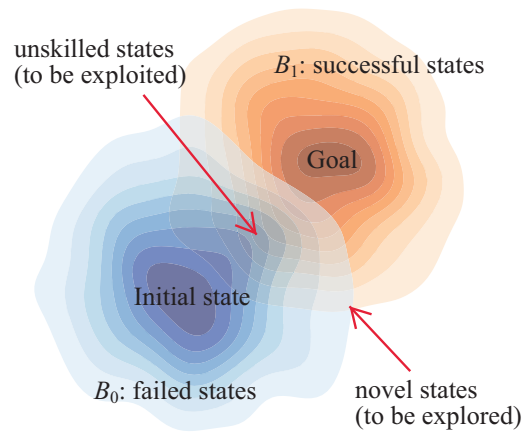 unskilled states
(to be exploited)
B₁: successful states
Goal
Initial state
B₀: failed states
novel states
(to be explored)